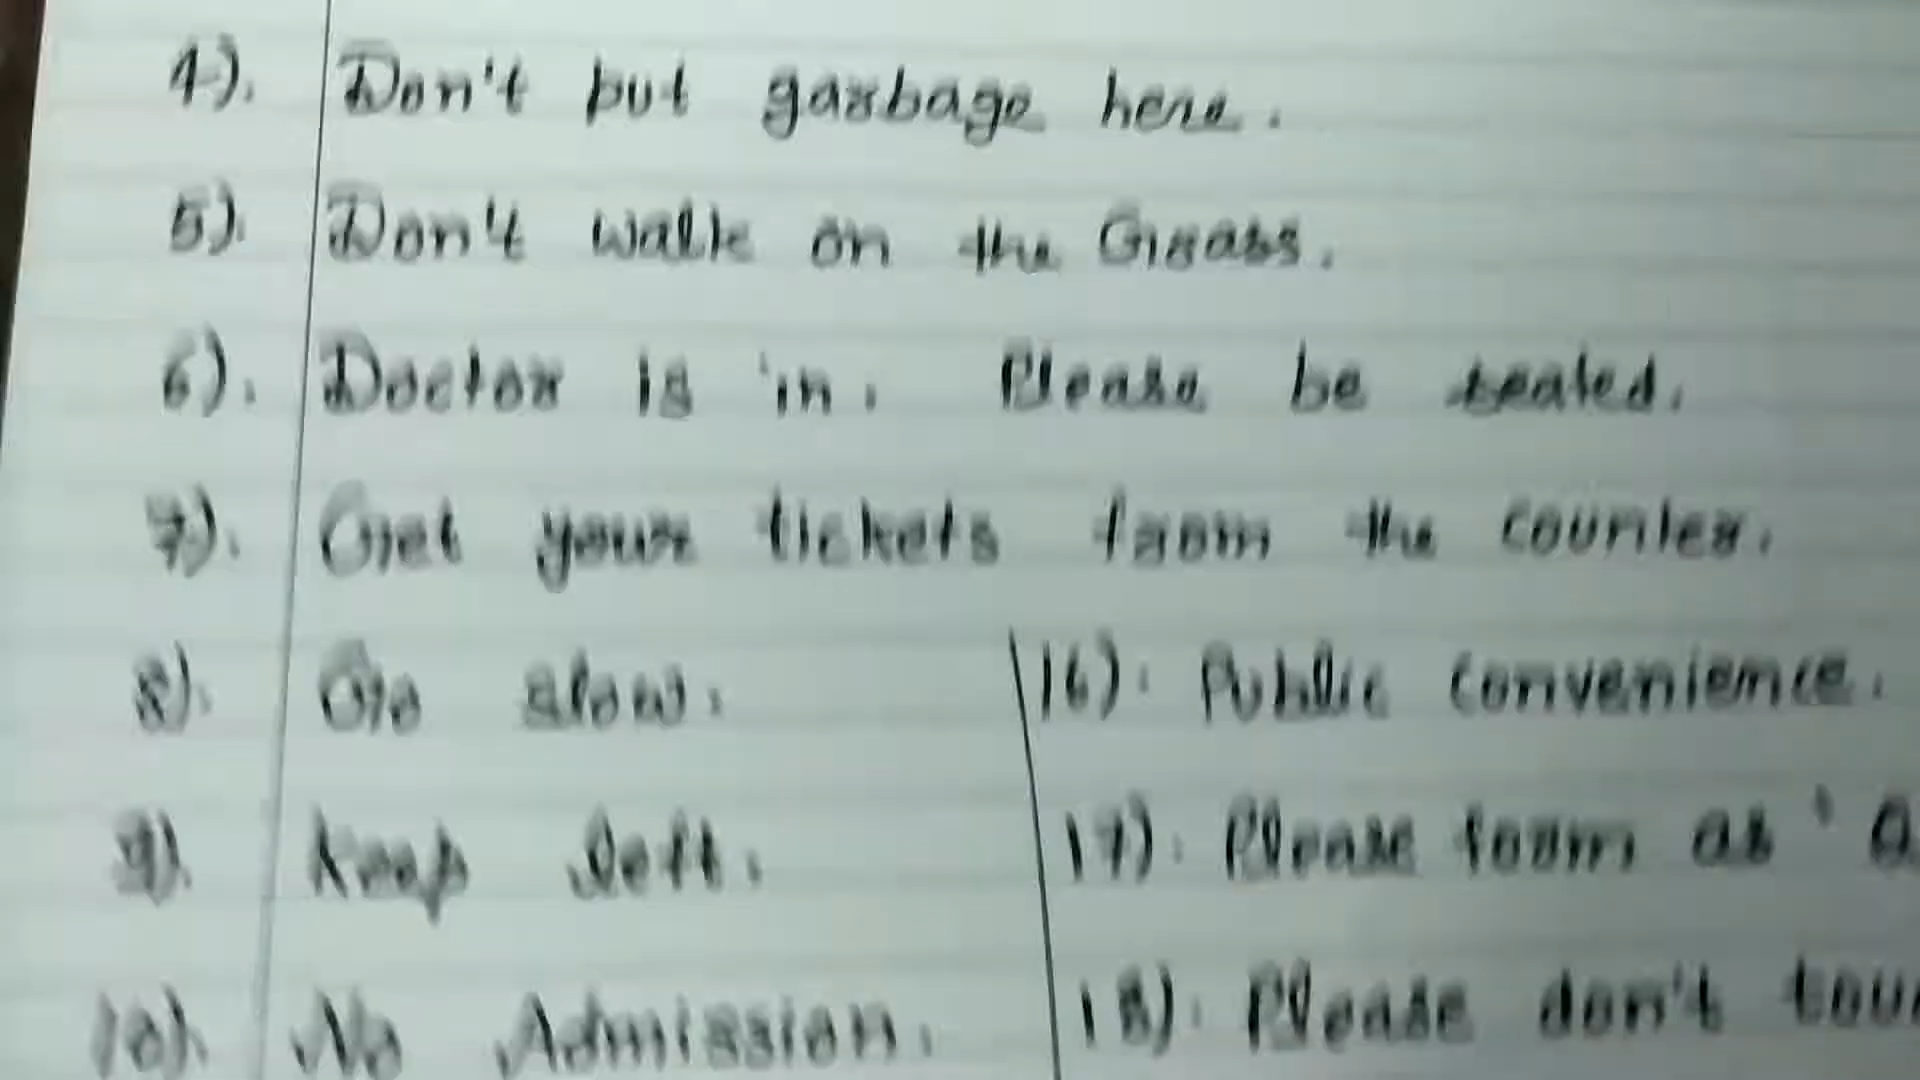 4). Don't put garbage here.
5). Don't walk on the Grass.
6). Doctor is in. Please be seated.
7). Get your tickets from the counter.
8). Go slow.
9). Keep left.
10). No Admission.
16). Public convenience.
17). Please form as ' Q
18). Please don't tou